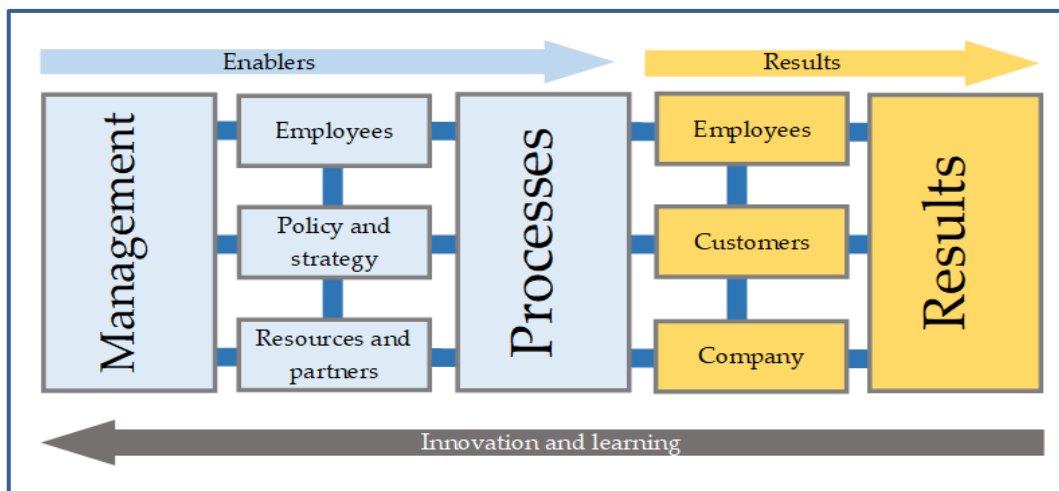 Enablers
Results
Management
Employees
Policy and
strategy
Resources and
partners
Processes
Employees
Customers
Company
Results
Innovation and learning